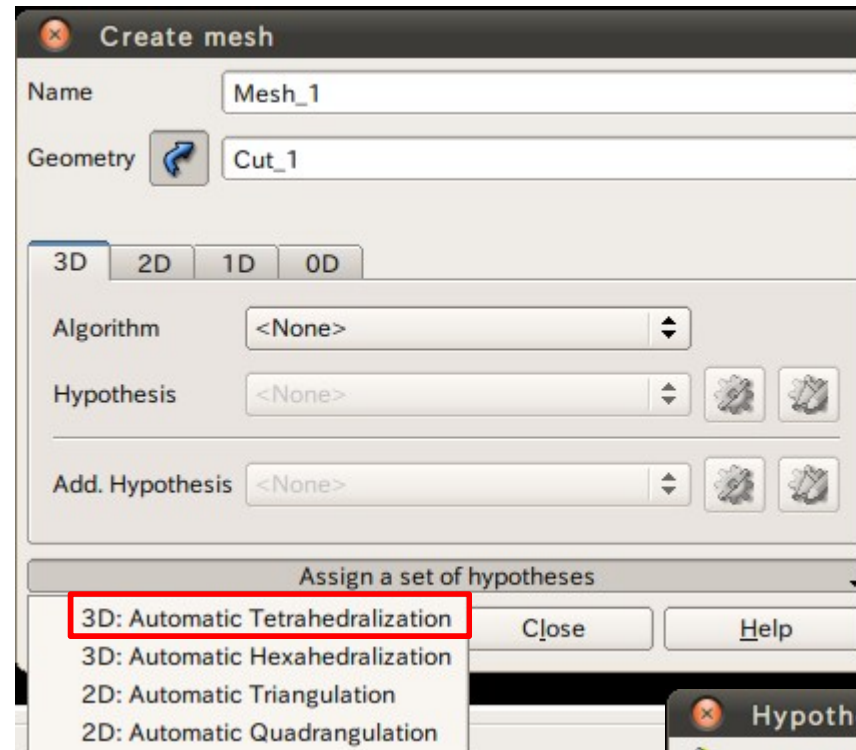 Create mesh
Name Mesh_1
Geometry Cut_1
3D 2D 1D 0D
Algorithm <None>
Hypothesis <None>
Add. Hypothesis <None>
Assign a set of hypotheses
3D: Automatic Tetrahedralization
Close Help
3D: Automatic Hexahedralization
2D: Automatic Triangulation
2D: Automatic Quadrangulation
Hypoth